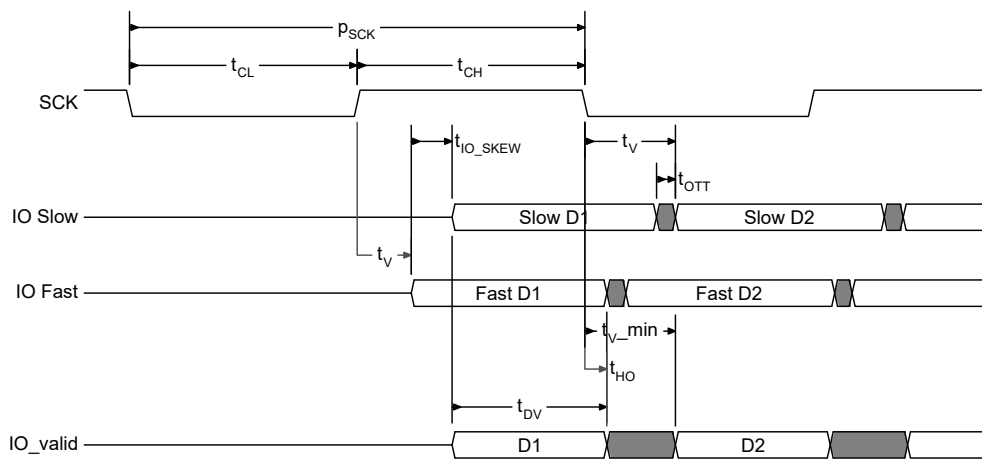 pSCK
tCL
tCH
SCK
tIO_SKEW
tV
tOTT
IO Slow
Slow D1
Slow D2
tV
IO Fast
Fast D1
Fast D2
tV_min
tHO
tDV
IO_valid
D1
D2